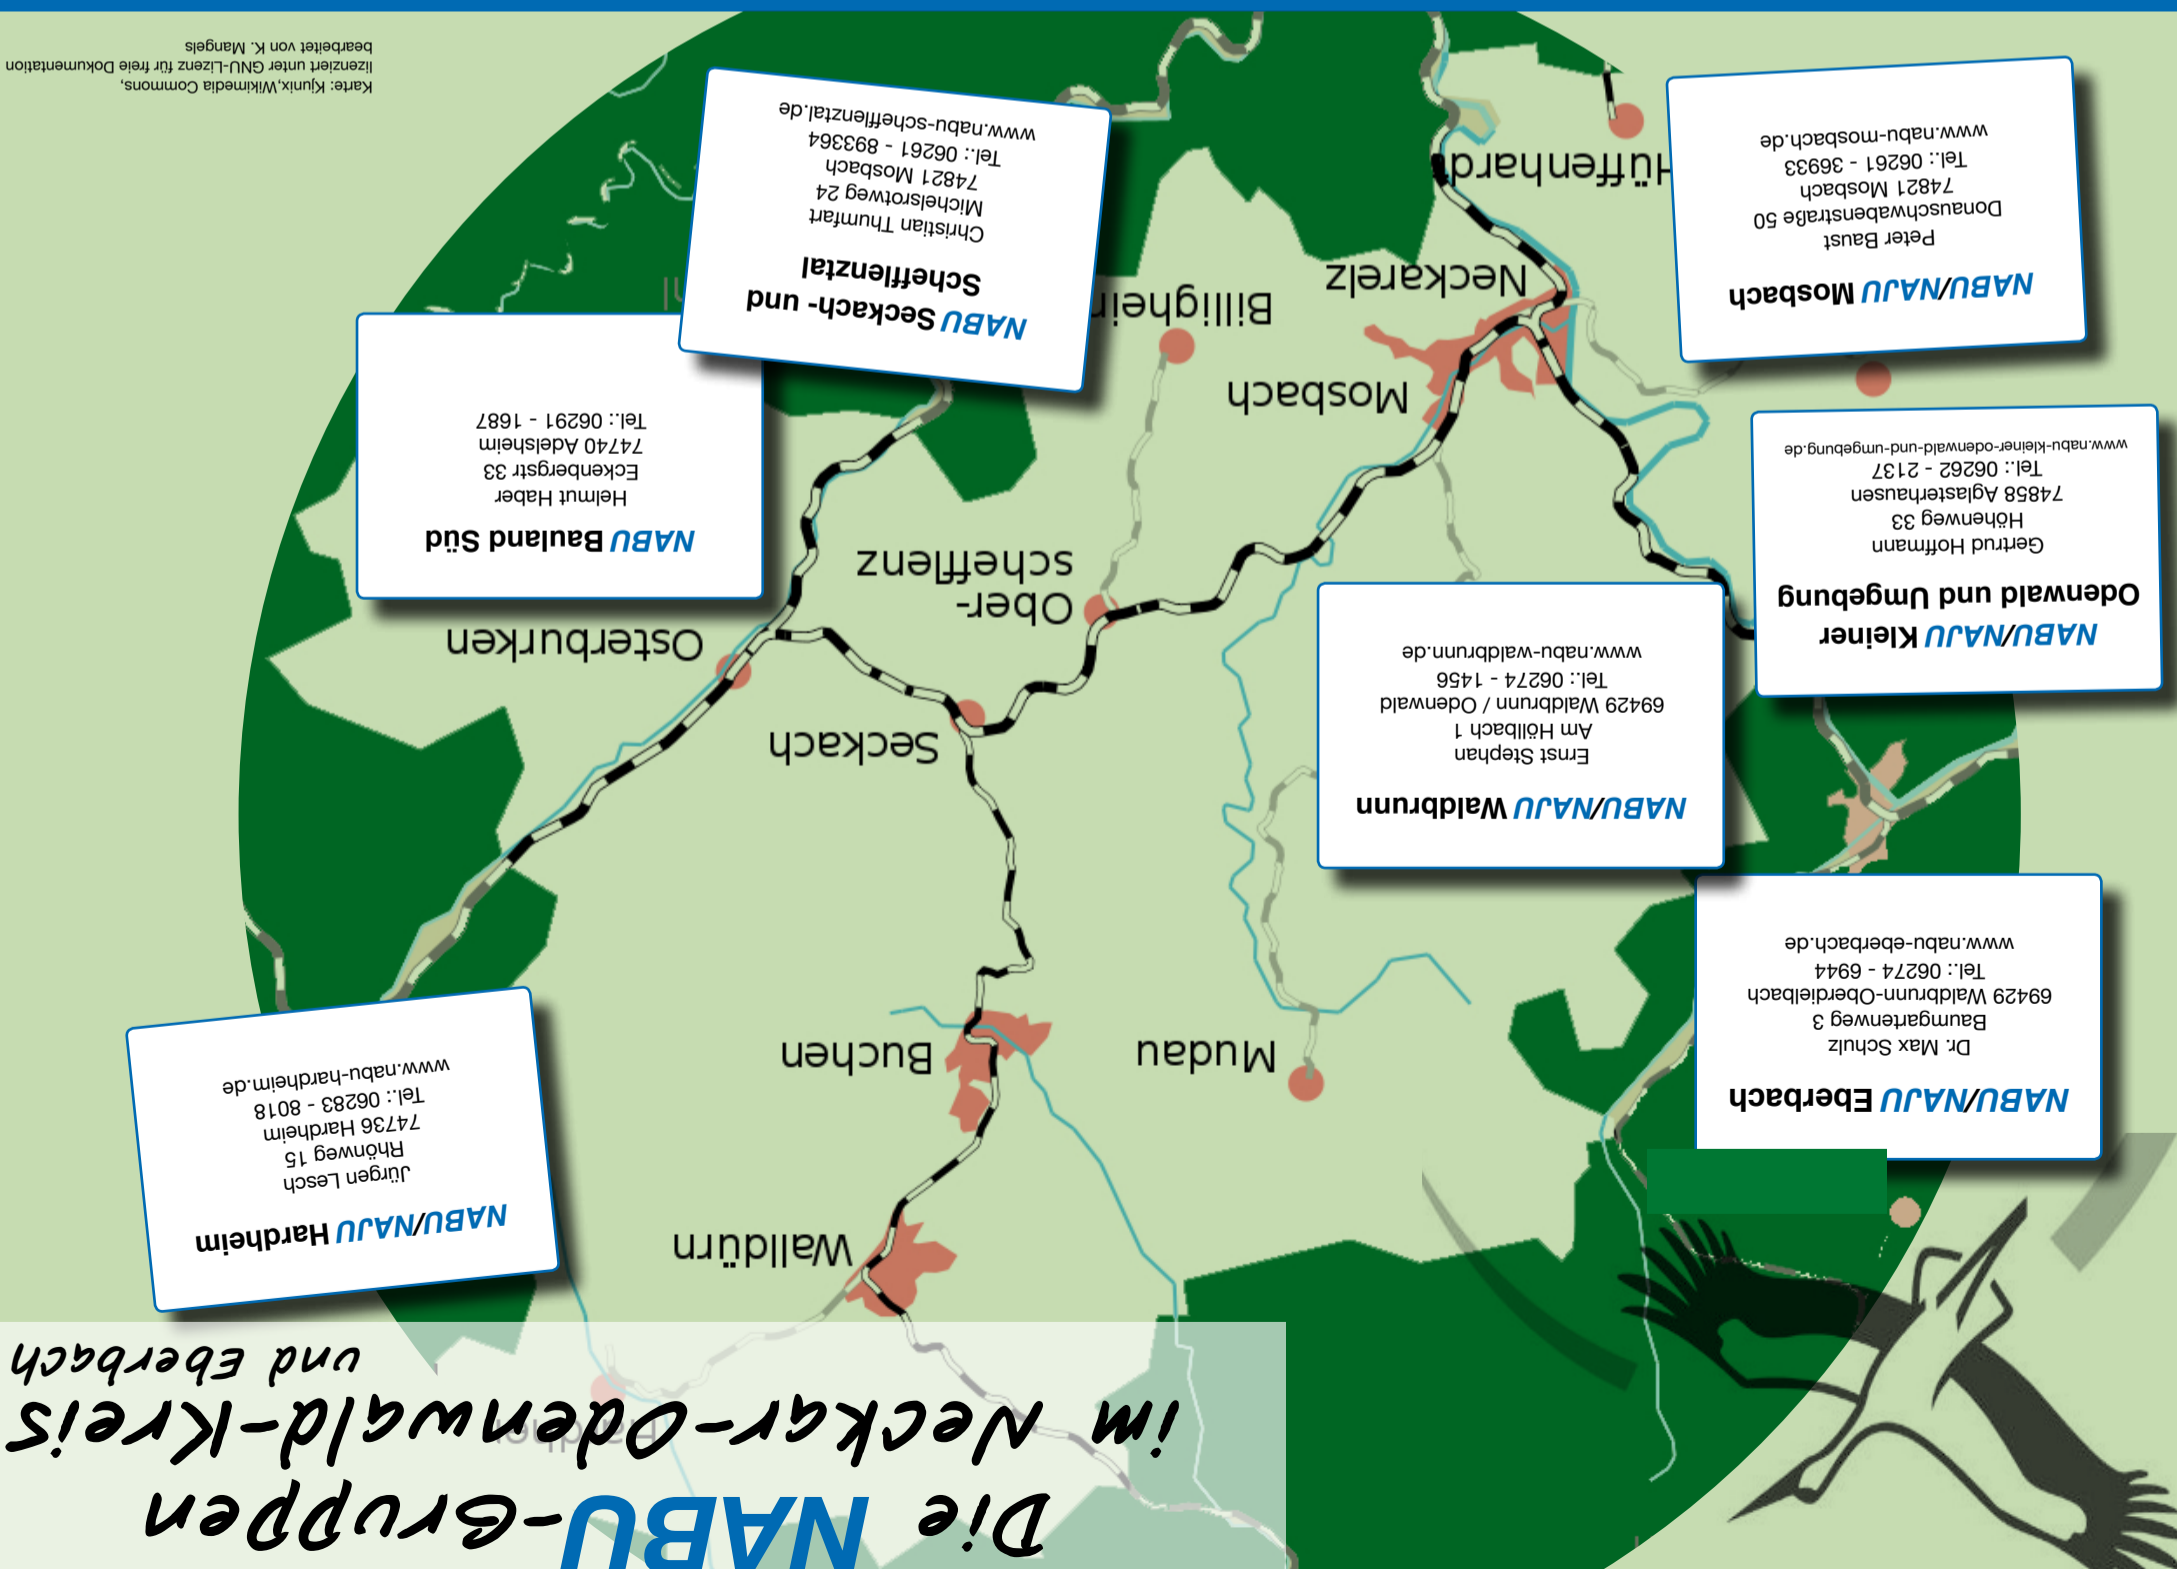 Die NABU-Gruppen
im Neckar-Odenwald-Kreis
und Eberbach
NABU/NAJU Hardheim
Jürgen Lesch
Rhönweg 15
74736 Hardheim
Tel.: 06283 - 8018
www.nabu-hardheim.de
Walldürn
NABU/NAJU Eberbach
Dr. Max Schulz
Baumgartenweg 3
69429 Waldbrunn-Oberdielbach
Tel.: 06274 - 6944
www.nabu-eberbach.de
Mudau
Buchen
NABU/NAJU Waldbrunn
Ernst Stephan
Am Höllbach 1
69429 Waldbrunn / Odenwald
Tel.: 06274 - 1456
www.nabu-waldbrunn.de
Seckach
Osterburken
Ober-
schefflenz
NABU/NAJU Kleiner
Odenwald und Umgebung
Gertrud Hoffmann
Höhenweg 33
74858 Aglasterhausen
Tel.: 06262 - 2137
www.nabu-kleiner-odenwald-und-umgebung.de
NABU Bauland Süd
Helmut Haber
Eckenbergstr 33
74740 Adelsheim
Tel.: 06291 - 1687
Mosbach
Neckarelz
Billigheim
NABU Seckach- und
Schefflenztal
Christian Thumfart
Michelsrotweg 24
74821 Mosbach
Tel.: 06261 - 893364
www.nabu-schefflenztal.de
NABU/NAJU Mosbach
Peter Baust
Donauschwabenstraße 50
74821 Mosbach
Tel.: 06261 - 36933
www.nabu-mosbach.de
Hüffenhardt
Karte: Kjunix,Wikimedia Commons,
lizenziert unter GNU-Lizenz für freie Dokumentation
bearbeitet von K. Mangels